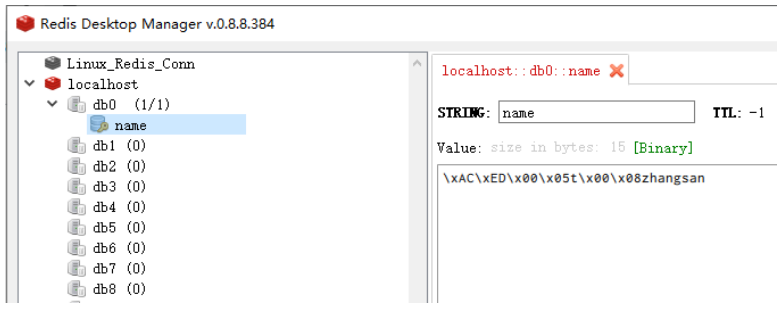 Redis Desktop Manager v.0.8.8.384
Linux_Redis_Conn
localhost
db0 (1/1)
name
db1 (0)
db2 (0)
db3 (0)
db4 (0)
db5 (0)
db6 (0)
db7 (0)
db8 (0)
localhost::db0::name
STRING: name TTL: -1
Value: size in bytes: 15 [Binary]
\xAC\xED\x00\x05t\x00\x08zhangsan